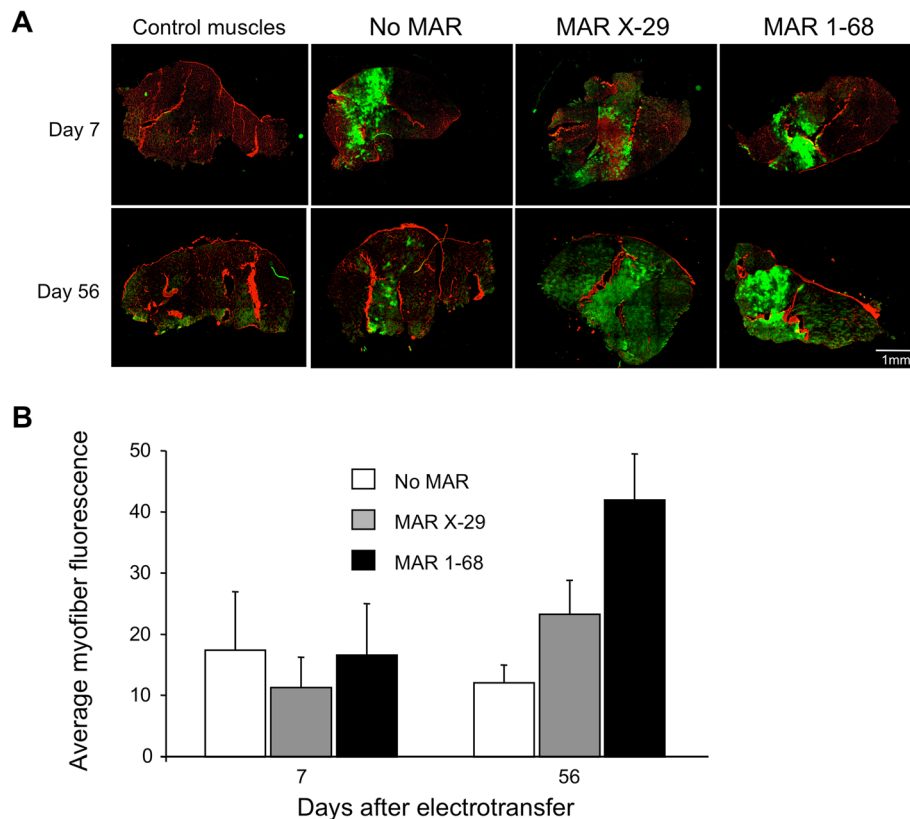 A
Control muscles
No MAR
MAR X-29
MAR 1-68
Day 7
Day 56
1mm
B
Average myofiber fluorescence
50
40
30
20
10
0
No MAR
MAR X-29
MAR 1-68
7
56
Days after electrotransfer